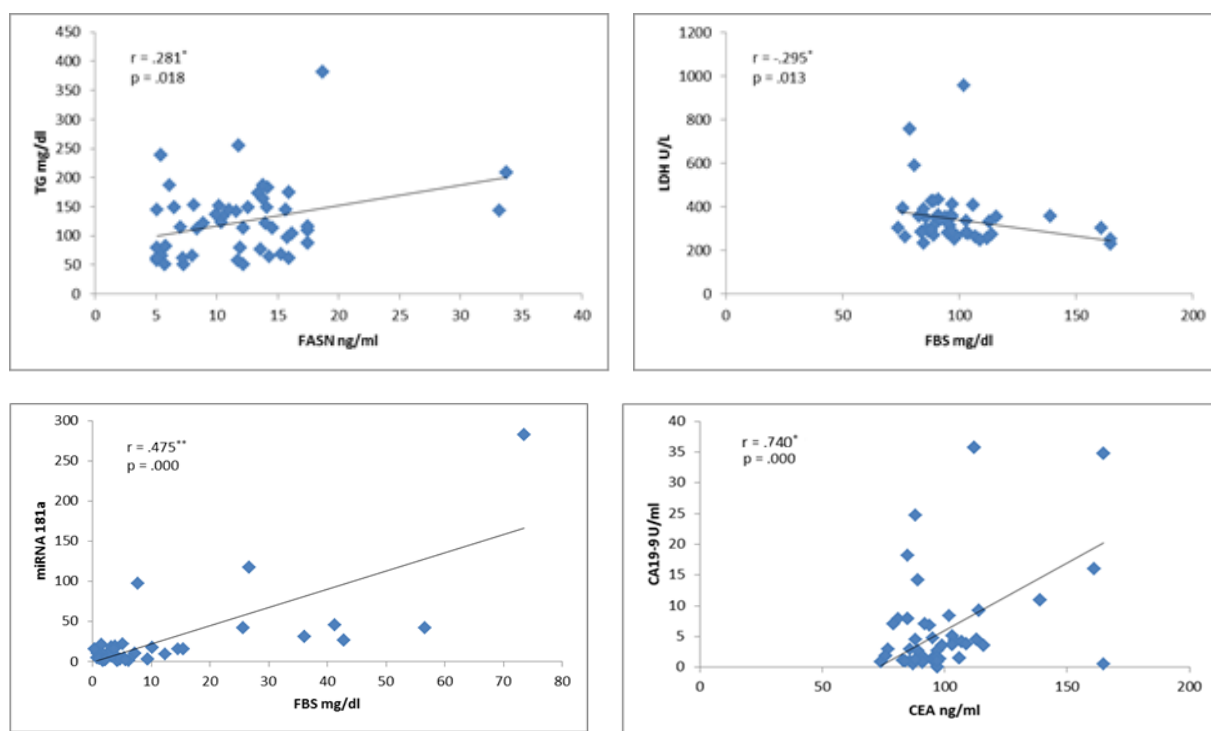 r = .281*
p = .018
TG mg/dl
450
400
350
300
250
200
150
100
50
0
0 5 10 15 20 25 30 35 40
FASN ng/ml
r = -.295*
p = .013
LDH U/L
1200
1000
800
600
400
200
0
0 50 100 150 200
FBS mg/dl
r = .475**
p = .000
miRNA 181a
300
250
200
150
100
50
0
0 10 20 30 40 50 60 70 80
FBS mg/dl
r = .740*
p = .000
CA19-9 U/ml
40
35
30
25
20
15
10
5
0
0 50 100 150 200
CEA ng/ml